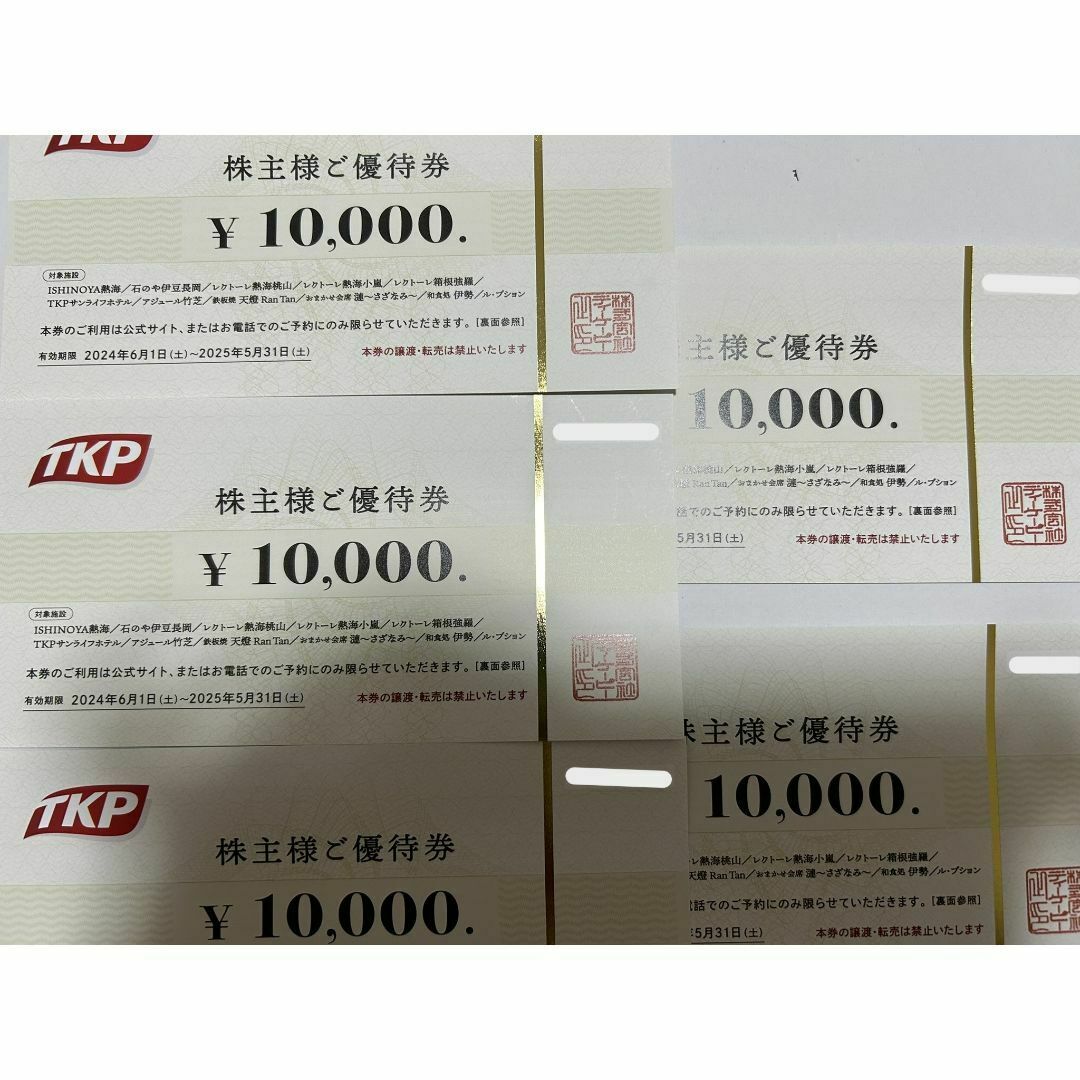 TKP
株主様ご優待券
¥ 10,000.
対象施設
ISHINOYA熱海／石のや伊豆長岡／レクトーレ熱海桃山／レクトーレ熱海小嵐／レクトーレ箱根強羅／
TKPサンライフホテル／アジュール竹芝／鉄板焼 天燈 Ran Tan／おまかせ会席 漣〜さざなみ〜／和食処 伊勢／ル・プション
本券のご利用は公式サイト、またはお電話でのご予約にのみ限らせていただきます。[裏面参照]
有効期限 2024年6月1日(土)〜2025年5月31日(土) 本券の譲渡・転売は禁止いたします
TKP
株主様ご優待券
¥ 10,000.
対象施設
ISHINOYA熱海／石のや伊豆長岡／レクトーレ熱海桃山／レクトーレ熱海小嵐／レクトーレ箱根強羅／
TKPサンライフホテル／アジュール竹芝／鉄板焼 天燈 Ran Tan／おまかせ会席 漣〜さざなみ〜／和食処 伊勢／ル・プション
本券のご利用は公式サイト、またはお電話でのご予約にのみ限らせていただきます。[裏面参照]
有効期限 2024年6月1日(土)〜2025年5月31日(土) 本券の譲渡・転売は禁止いたします
TKP
株主様ご優待券
¥ 10,000.
主様ご優待券
10,000.
熱海桃山／レクトーレ熱海小嵐／レクトーレ箱根強羅／
Ran Tan／おまかせ会席 漣〜さざなみ〜／和食処 伊勢／ル・プション
話でのご予約にのみ限らせていただきます。[裏面参照]
5月31日(土) 本券の譲渡・転売は禁止いたします
株主様ご優待券
10,000.
レ熱海桃山／レクトーレ熱海小嵐／レクトーレ箱根強羅／
天燈 Ran Tan／おまかせ会席 漣〜さざなみ〜／和食処 伊勢／ル・プション
話でのご予約にのみ限らせていただきます。[裏面参照]
5月31日(土) 本券の譲渡・転売は禁止いたします